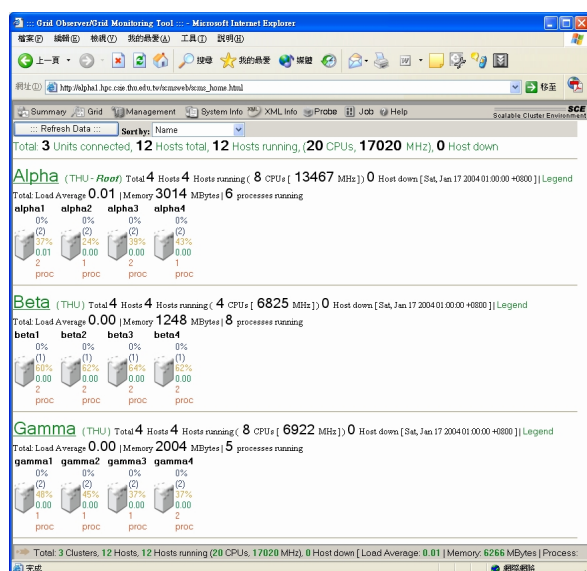 ::: Grid Observer/Grid Monitoring Tool ::: - Microsoft Internet Explorer
檔案(F) 編輯(E) 檢視(V) 我的最愛(A) 工具(T) 說明(H)
上一頁 搜尋 我的最愛 媒體
網址(D) http://alpha1.hpc.csie.thu.edu.tw/scmsweb/scms_home.html 移至
Summary Grid Management System Info XML Info Probe Job Help SCE
Scalable Cluster Environment
::: Refresh Data ::: Sort by: Name
Total: 3 Units connected, 12 Hosts total, 12 Hosts running, (20 CPUs, 17020 MHz), 0 Host down
Alpha (THU - Root) Total 4 Hosts 4 Hosts running ( 8 CPUs [ 13467 MHz ]) 0 Host down [ Sat, Jan 17 2004 01:00:00 +0800 ] | Legend
Total: Load Average 0.01 | Memory 3014 MBytes | 6 processes running
alpha1 alpha2 alpha3 alpha4
0% 0% 0% 0%
(2) (2) (2) (2)
37% 24% 39% 43%
0.01 0.00 0.00 0.00
2 1 2 1
proc proc proc proc
Beta (THU) Total 4 Hosts 4 Hosts running ( 4 CPUs [ 6825 MHz ]) 0 Host down [ Sat, Jan 17 2004 01:00:00 +0800 ] | Legend
Total: Load Average 0.00 | Memory 1248 MBytes | 8 processes running
beta1 beta2 beta3 beta4
0% 0% 0% 0%
(1) (1) (1) (1)
60% 62% 64% 62%
0.00 0.00 0.00 0.00
2 2 2 2
proc proc proc proc
Gamma (THU) Total 4 Hosts 4 Hosts running ( 8 CPUs [ 6922 MHz ]) 0 Host down [ Sat, Jan 17 2004 01:00:00 +0800 ] | Legend
Total: Load Average 0.00 | Memory 2004 MBytes | 5 processes running
gamma1 gamma2 gamma3 gamma4
0% 0% 0% 0%
(2) (2) (2) (2)
48% 45% 37% 37%
0.00 0.00 0.00 0.00
1 1 1 2
proc proc proc proc
Total: 3 Clusters, 12 Hosts, 12 Hosts running (20 CPUs, 17020 MHz), 0 Host down [ Load Average: 0.01 | Memory: 6266 MBytes | Process:
完成 網際網路